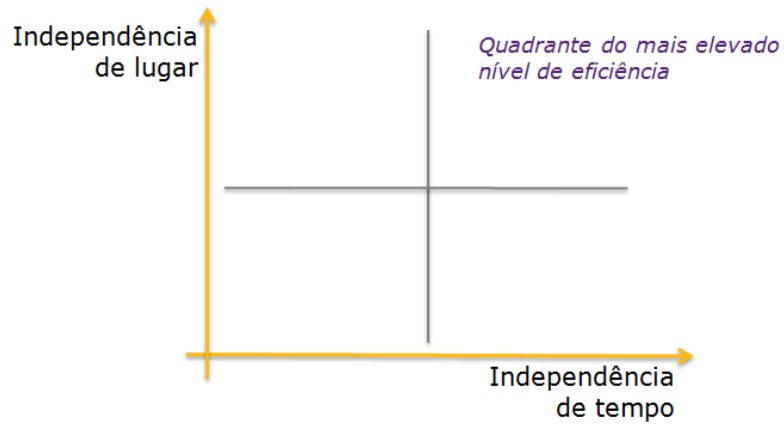 Independência
de lugar
Quadrante do mais elevado
nível de eficiência
Independência
de tempo